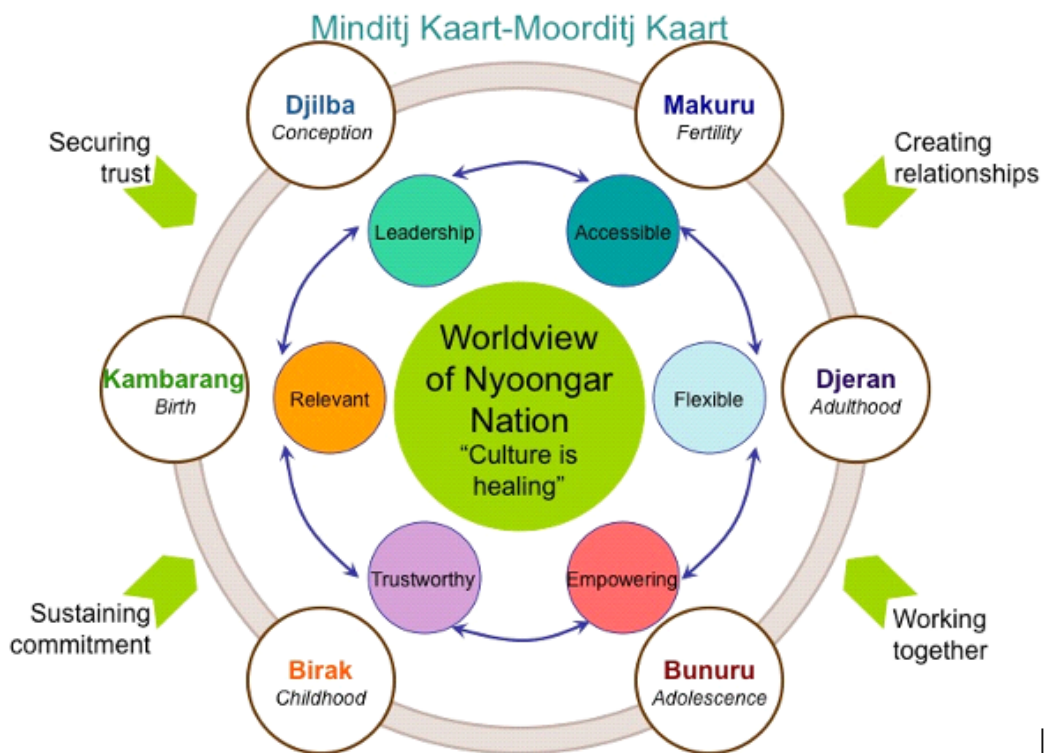 Minditj Kaart-Moorditj Kaart
Djilba
Conception
Makuru
Fertility
Securing
trust
Creating
relationships
Leadership
Accessible
Worldview
of Nyoongar
Nation
“Culture is
healing”
Kambarang
Birth
Relevant
Flexible
Djeran
Adulthood
Trustworthy
Empowering
Sustaining
commitment
Working
together
Birak
Childhood
Bunuru
Adolescence